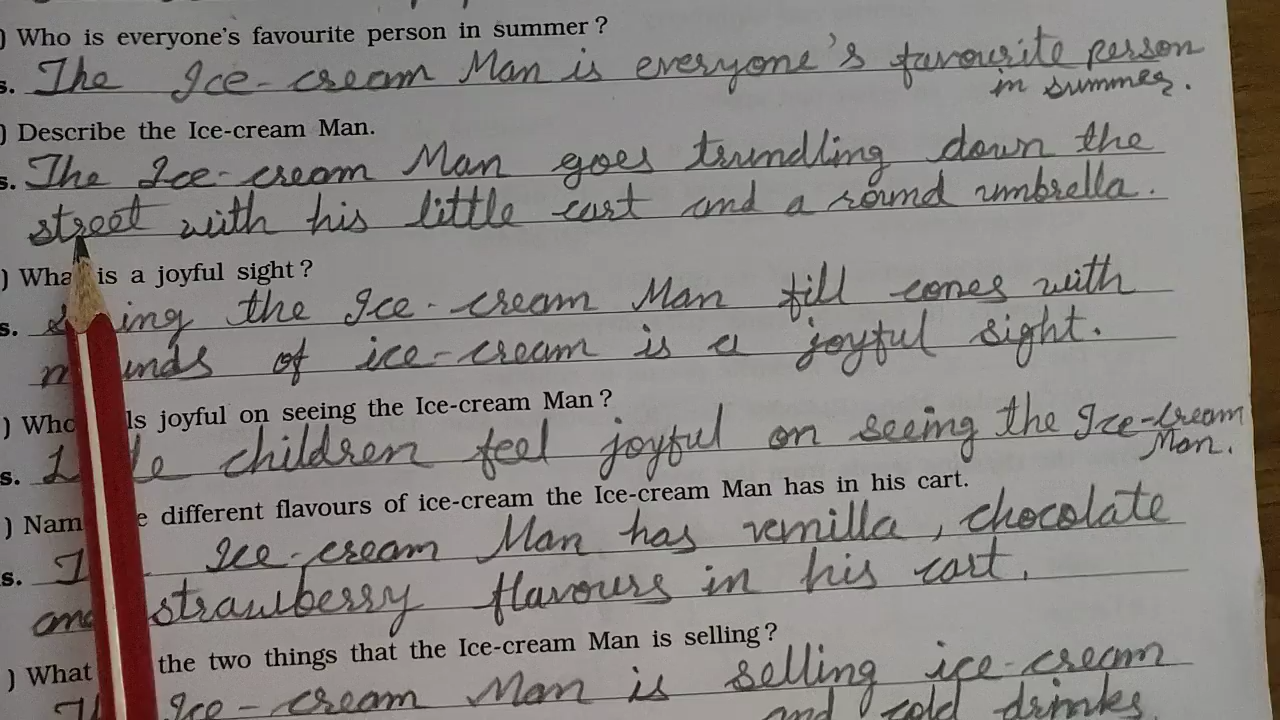 ) Who is everyone's favourite person in summer?
s. The Ice-cream Man is everyone's favourite person
in summer.
) Describe the Ice-cream Man.
s. The Ice-cream Man goes trundling down the
street with his little cart and a round umbrella.
) Wha is a joyful sight?
s. ing the Ice-cream Man fill cones with
unds of ice-cream is a joyful sight.
) Who ls joyful on seeing the Ice-cream Man?
s. children feel joyful on seeing the Ice-cream
Man.
) Nam e different flavours of ice-cream the Ice-cream Man has in his cart.
s. Ice-cream Man has vennilla, chocolate
and strawberry flavours in his cart.
) What the two things that the Ice-cream Man is selling?
Ice-cream Man is selling ice-cream
and cold drinks